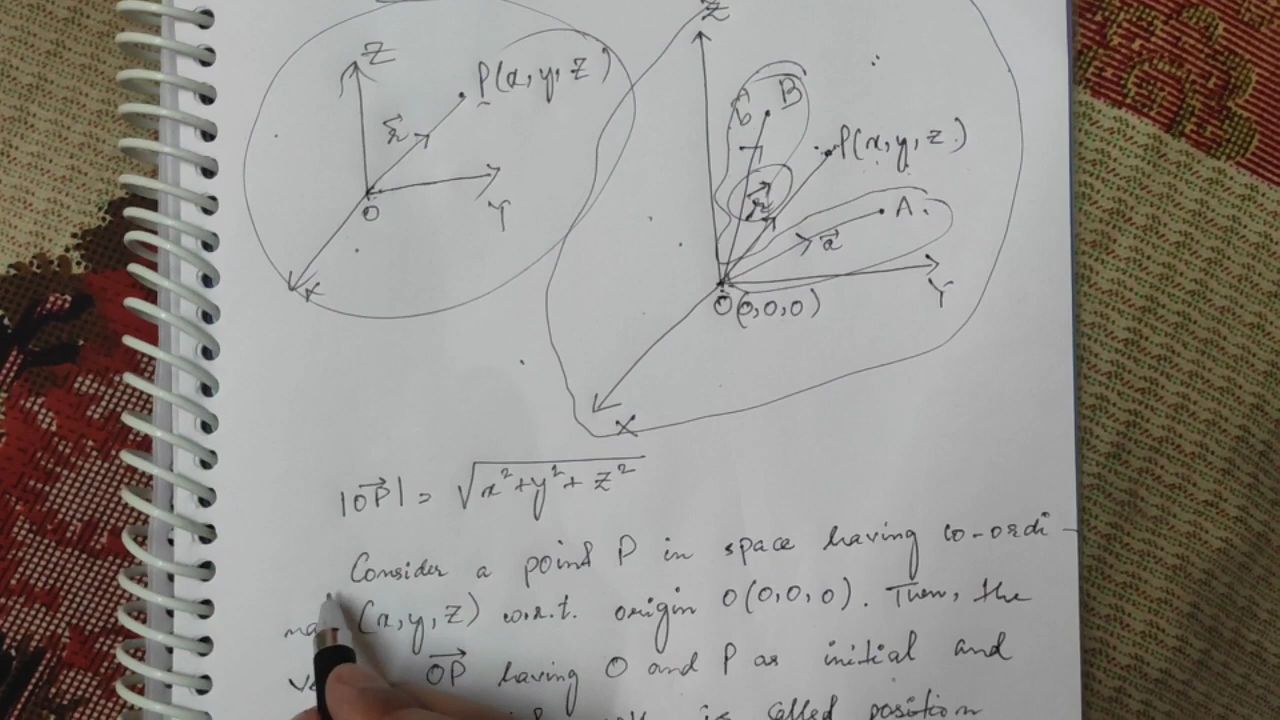 Z
P(x, y, z)
r
O
Y
X
Z
B
P(x, y, z)
r
A
a
O(0,0,0)
Y
X
|OP| = √x²+y²+z²
Consider a point P in space having co-ordi-
(x, y, z) w.r.t. origin O(0,0,0). Then, the
OP having O and P as initial and
is called position